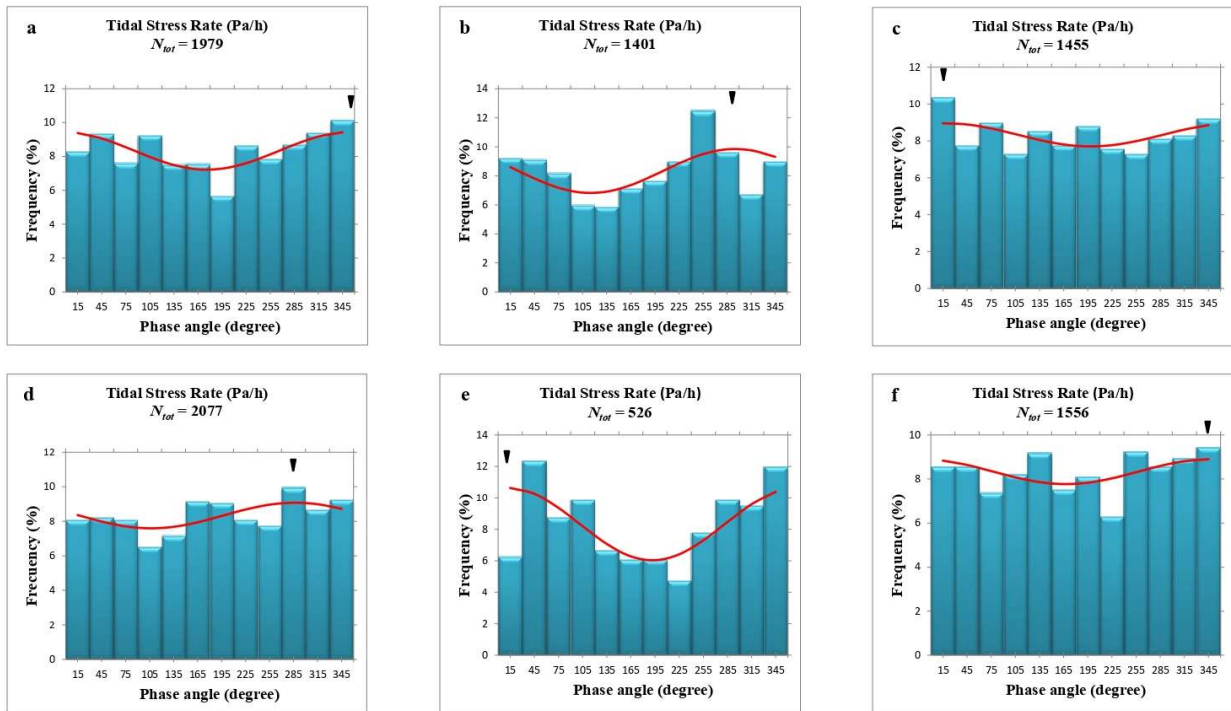 a
Tidal Stress Rate (Pa/h)
Ntot = 1979
12
10
8
6
4
2
0
Frequency (%)
15 45 75 105 135 165 195 225 255 285 315 345
Phase angle (degree)
b
Tidal Stress Rate (Pa/h)
Ntot = 1401
14
12
10
8
6
4
2
0
Frequency (%)
15 45 75 105 135 165 195 225 255 285 315 345
Phase angle (degree)
c
Tidal Stress Rate (Pa/h)
Ntot = 1455
12
10
8
6
4
2
0
Frequency (%)
15 45 75 105 135 165 195 225 255 285 315 345
Phase angle (degree)
d
Tidal Stress Rate (Pa/h)
Ntot = 2077
12
10
8
6
4
2
0
Frecuency (%)
15 45 75 105 135 165 195 225 255 285 315 345
Phase angle (degree)
e
Tidal Stress Rate (Pa/h)
Ntot = 526
14
12
10
8
6
4
2
0
Frequency (%)
15 45 75 105 135 165 195 225 255 285 315 345
Phase angle (degree)
f
Tidal Stress Rate (Pa/h)
Ntot = 1556
10
8
6
4
2
0
Frequency (%)
15 45 75 105 135 165 195 225 255 285 315 345
Phase angle (degree)